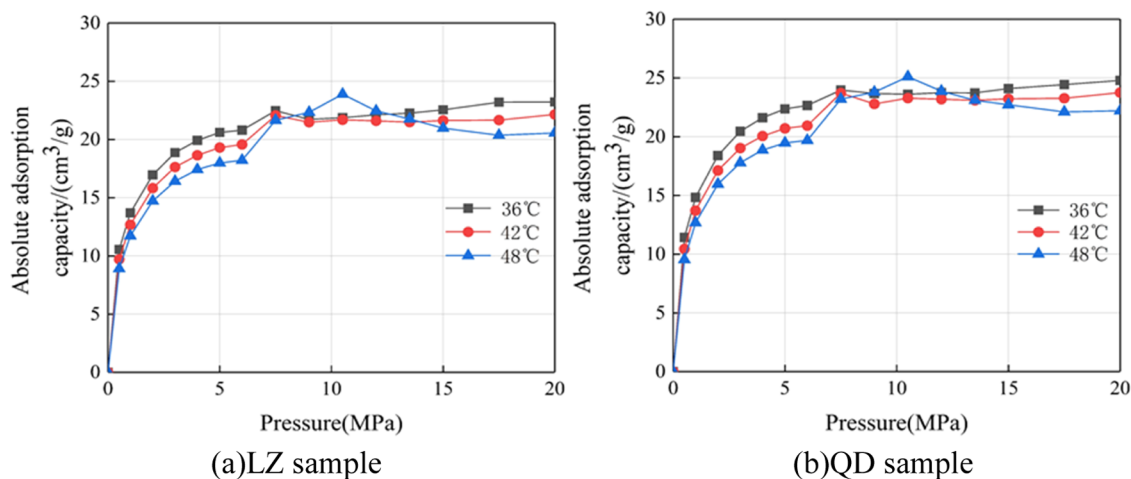 30
25
20
15
10
5
0
Absolute adsorption
capacity/(cm³/g)
36℃
42℃
48℃
0 5 10 15 20
Pressure(MPa)
(a)LZ sample
30
25
20
15
10
5
0
Absolute adsorption
capacity/(cm³/g)
36℃
42℃
48℃
0 5 10 15 20
Pressure(MPa)
(b)QD sample